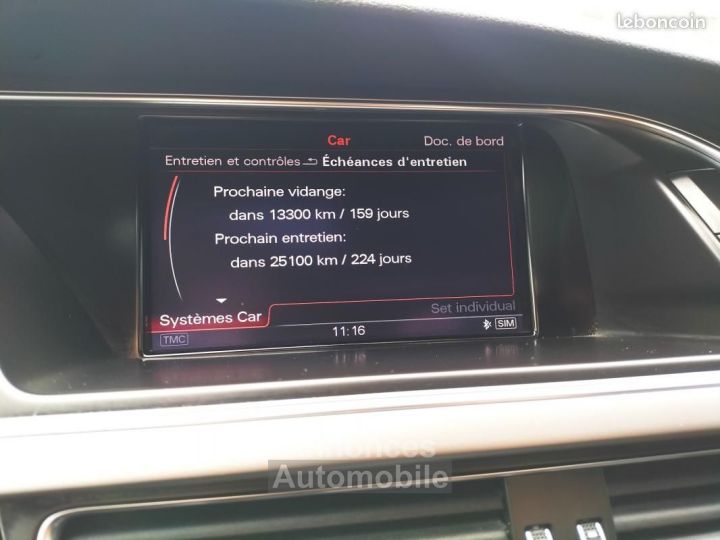 leboncoin
Car
Doc. de bord
Entretien et contrôles Échéances d'entretien
Prochaine vidange:
dans 13300 km / 159 jours
Prochain entretien:
dans 25100 km / 224 jours
Systèmes Car
Set individual
TMC
11:16
SIM
Annonces
Automobile